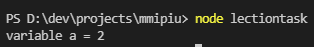 PS D:\dev\projects\mmipiu> node lectiontask
variable a = 2